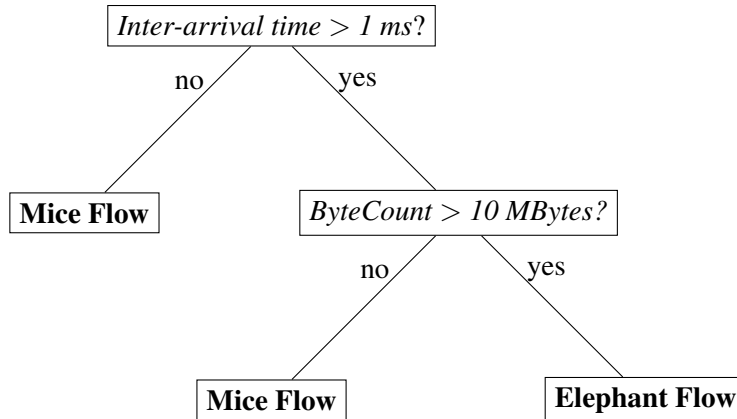 Inter-arrival time > 1 ms?
no
yes
Mice Flow
ByteCount > 10 MBytes?
no
yes
Mice Flow
Elephant Flow